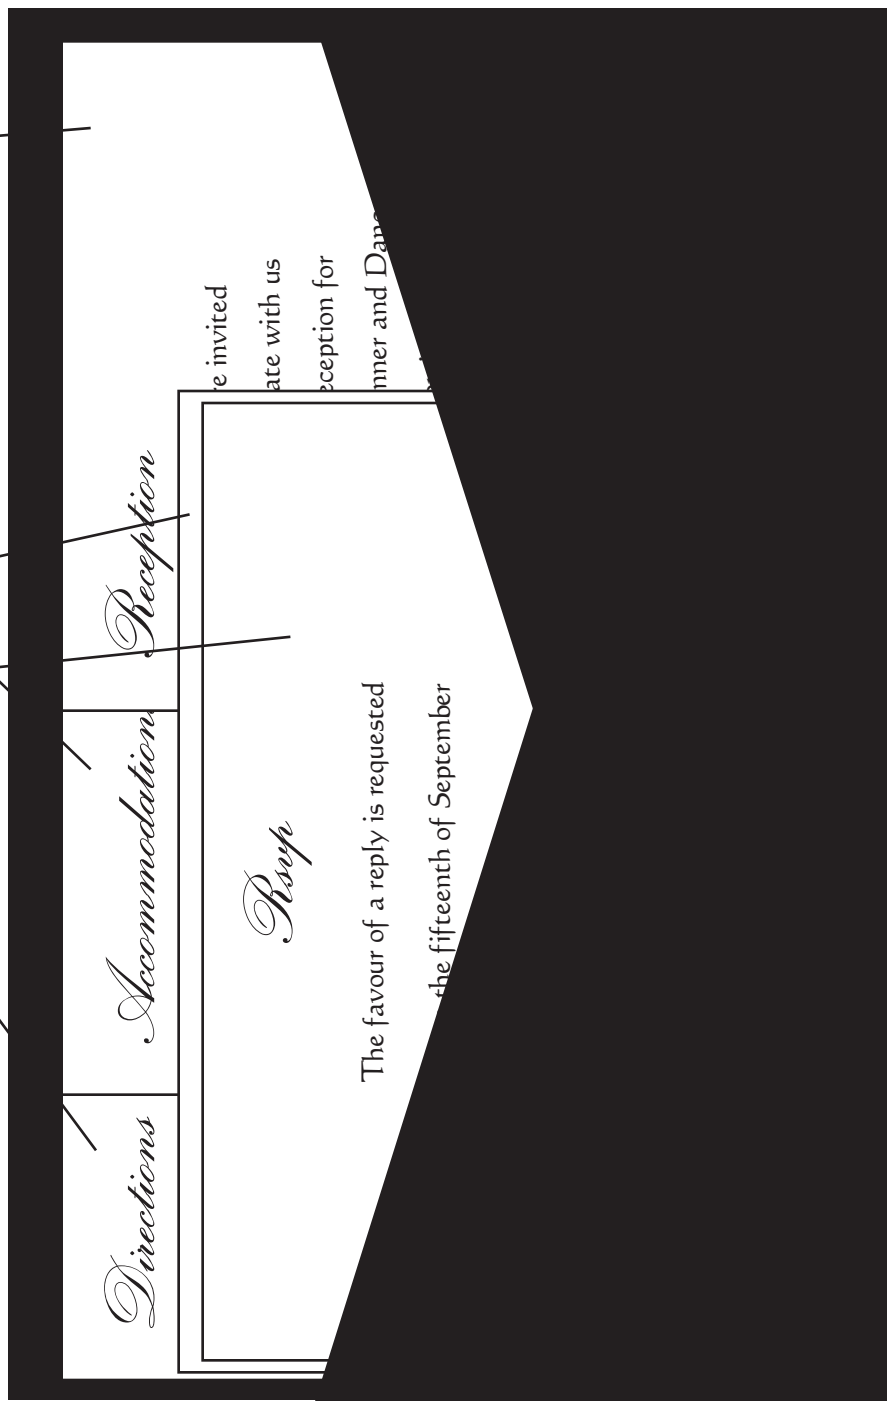 Reception
re invited
ate with us
eception for
nner and Danc
Accommodation
Directions
Rsvp
The favour of a reply is requested
the fifteenth of September